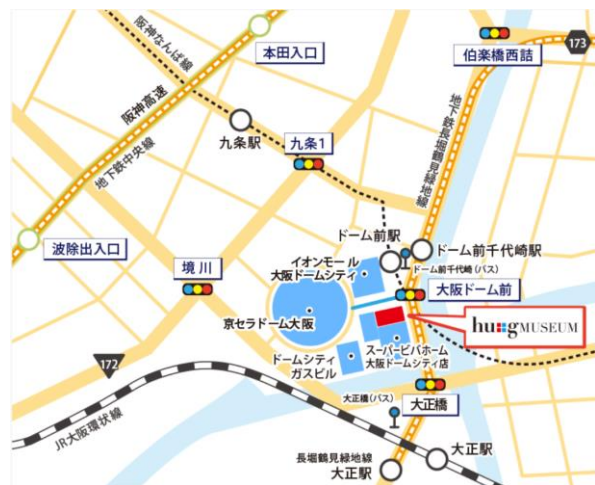 本田入口
阪神なんば線
阪神高速
地下鉄中央線
伯楽橋西詰
173
九条駅
九条1
地下鉄長堀鶴見緑地線
波除出入口
境川
ドーム前駅
ドーム前千代崎駅
ドーム前千代崎(バス)
イオンモール
大阪ドームシティ
大阪ドーム前
京セラドーム大阪
hu:gMUSEUM
スーパービバホーム
大阪ドームシティ店
ドームシティ
ガスビル
172
大正橋(バス)
大正橋
JR大阪環状線
大正駅
長堀鶴見緑地線
大正駅